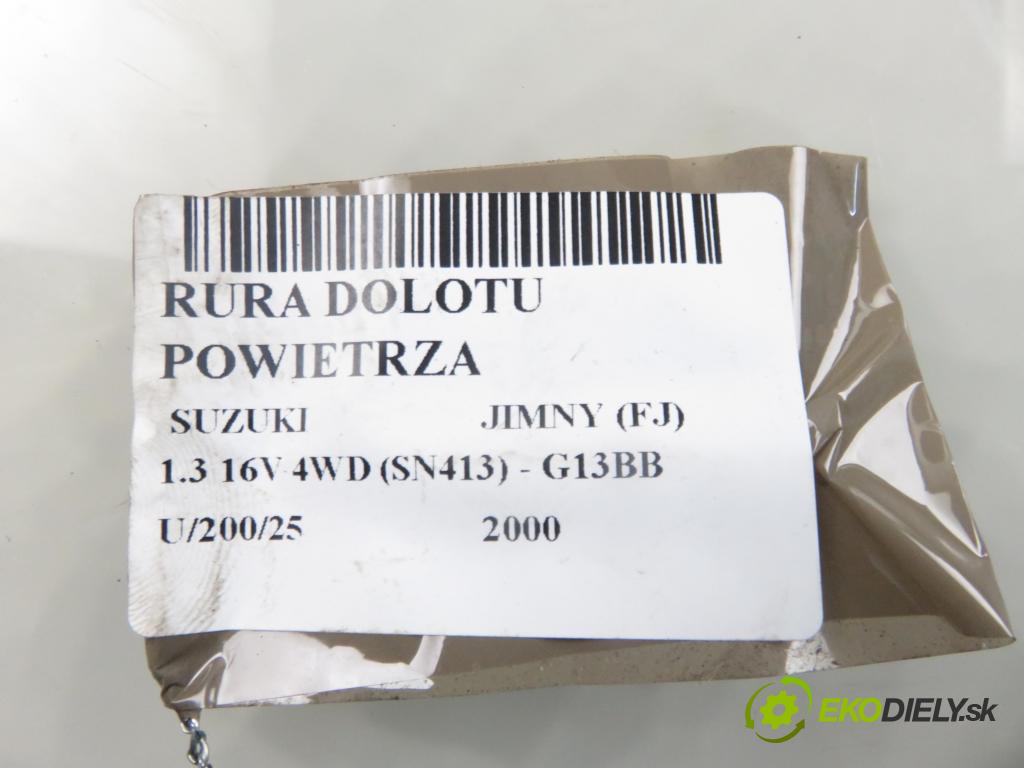 RURA DOLOTU
POWIETRZA
SUZUKI JIMNY (FJ)
1.3 16V 4WD (SN413) - G13BB
U/200/25 2000
EKODIELY.sk